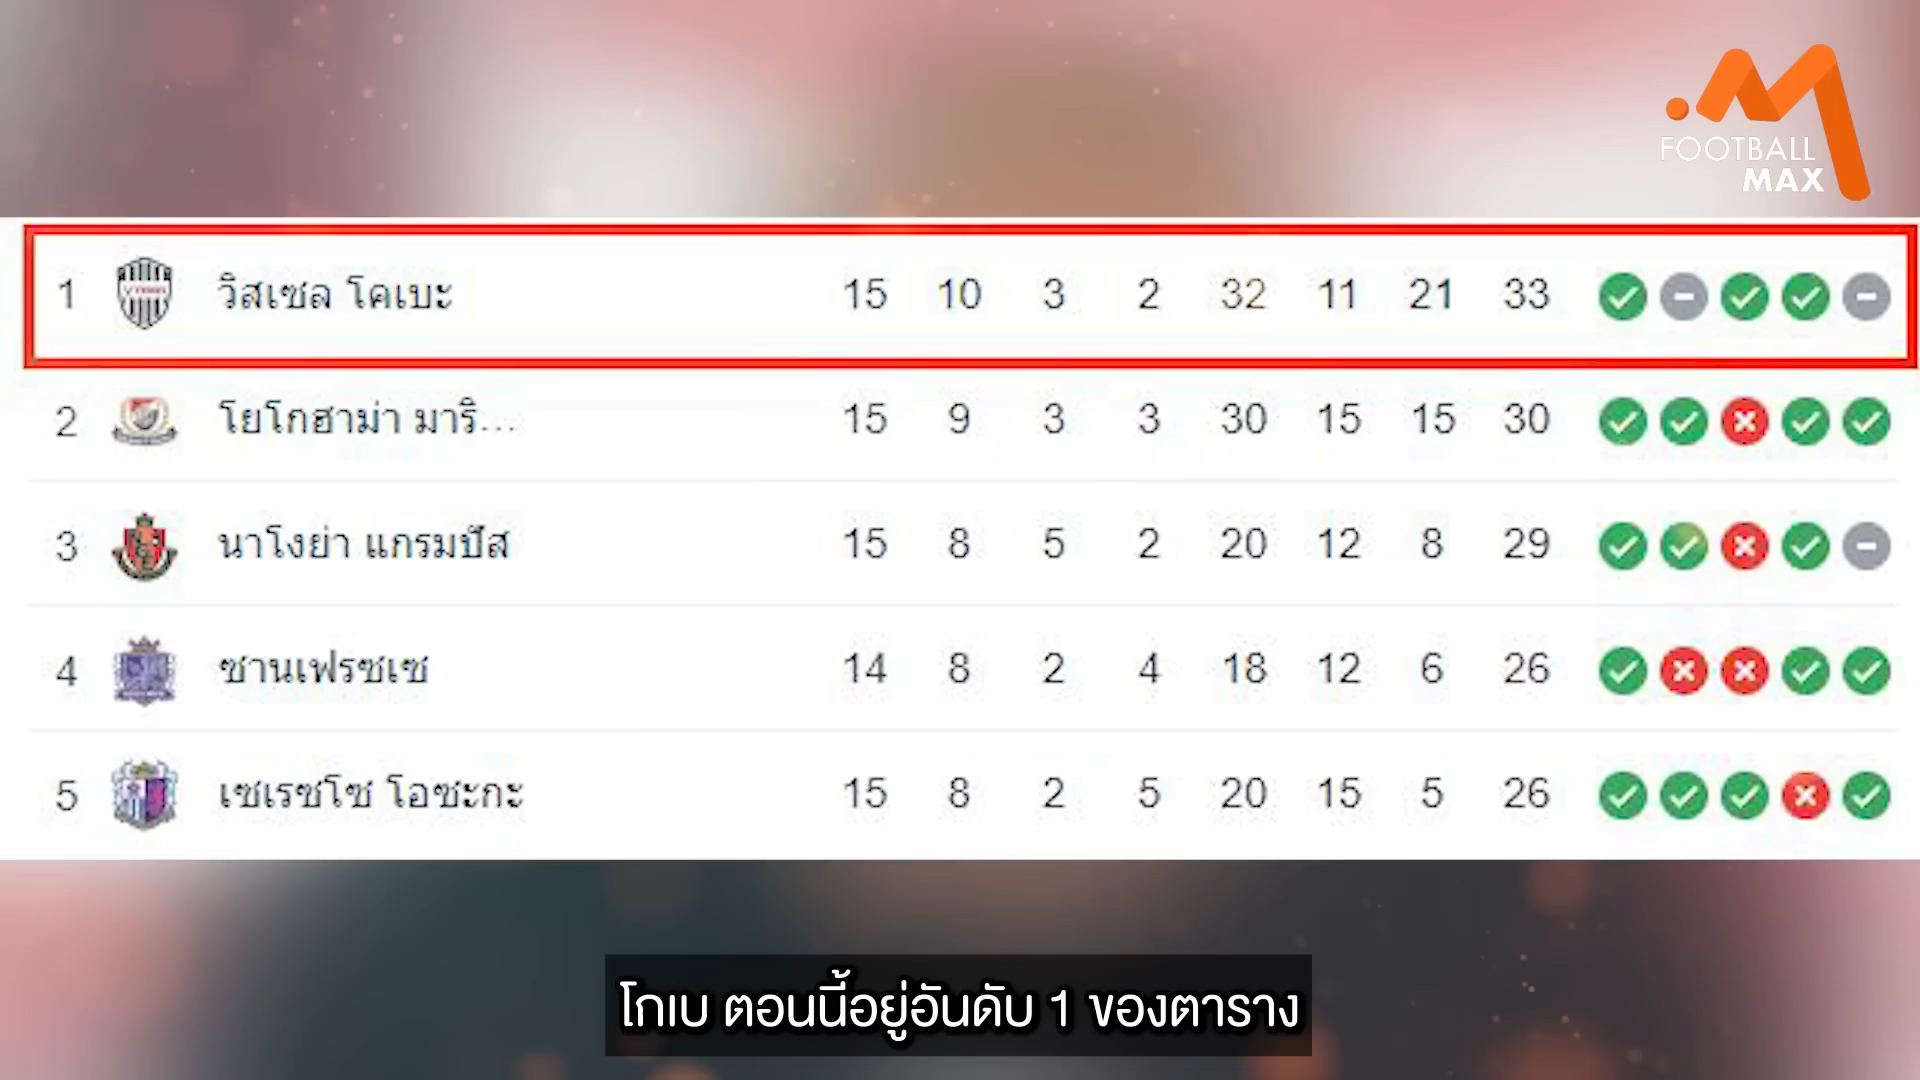 FOOTBALL
MAX
1 วิสเซล โคเบะ 15 10 3 2 32 11 21 33
2 โยโกฮาม่า มาริ... 15 9 3 3 30 15 15 30
3 นาโงย่า แกรมปัส 15 8 5 2 20 12 8 29
4 ซานเฟรซเซ 14 8 2 4 18 12 6 26
5 เซเรซโซ โอซะกะ 15 8 2 5 20 15 5 26
โกเบ ตอนนี้อยู่อันดับ 1 ของตาราง